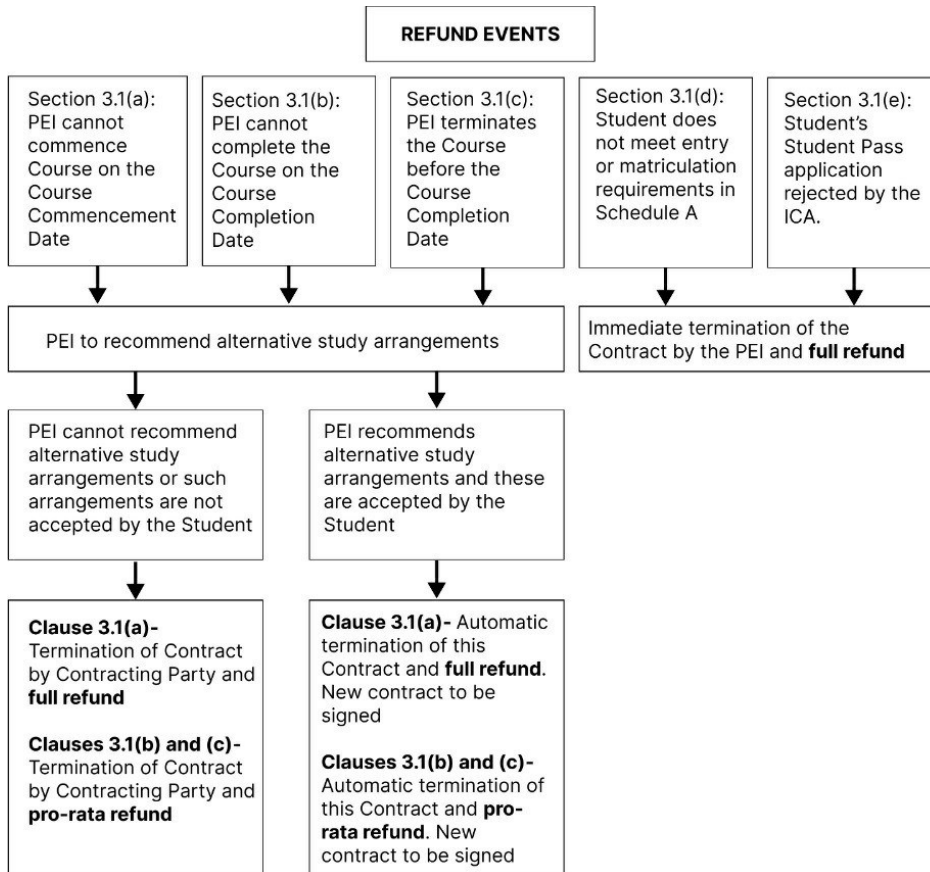 REFUND EVENTS
Section 3.1(a):
PEI cannot
commence
Course on the
Course
Commencement
Date
Section 3.1(b):
PEI cannot
complete the
Course on the
Course
Completion
Date
Section 3.1(c):
PEI terminates
the Course
before the
Course
Completion
Date
Section 3.1(d):
Student does
not meet entry
or matriculation
requirements in
Schedule A
Section 3.1(e):
Student’s
Student Pass
application
rejected by the
ICA.
PEI to recommend alternative study arrangements
Immediate termination of the
Contract by the PEI and full refund
PEI cannot recommend
alternative study
arrangements or such
arrangements are not
accepted by the Student
PEI recommends
alternative study
arrangements and these
are accepted by the
Student
Clause 3.1(a)-
Termination of Contract
by Contracting Party and
full refund
Clauses 3.1(b) and (c)-
Termination of Contract
by Contracting Party and
pro-rata refund
Clause 3.1(a)- Automatic
termination of this
Contract and full refund.
New contract to be
signed
Clauses 3.1(b) and (c)-
Automatic termination of
this Contract and pro-
rata refund. New
contract to be signed